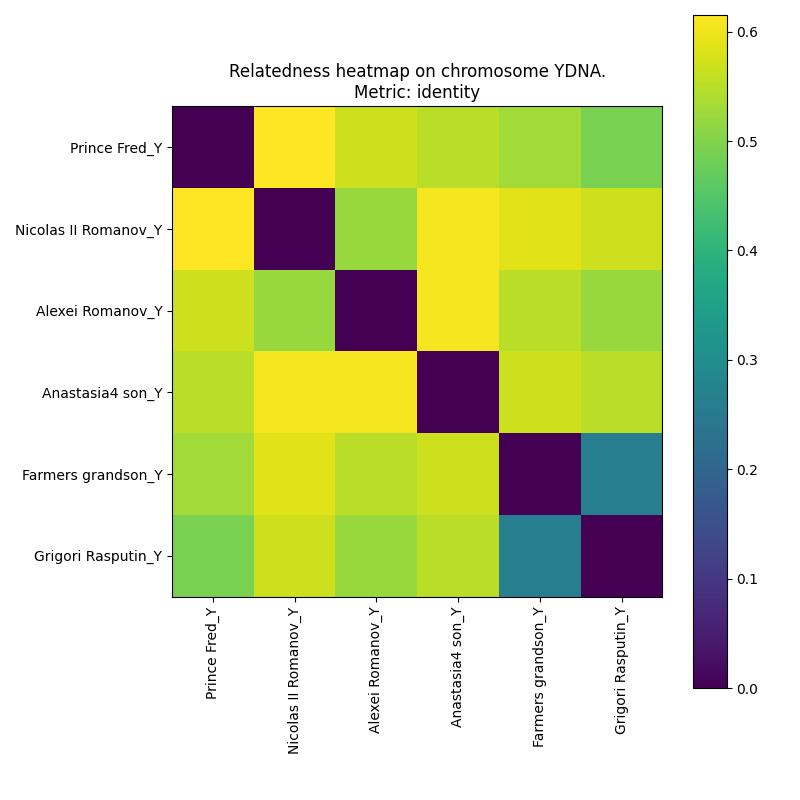 Relatedness heatmap on chromosome YDNA.
Metric: identity
Prince Fred_Y
Nicolas II Romanov_Y
Alexei Romanov_Y
Anastasia4 son_Y
Farmers grandson_Y
Grigori Rasputin_Y
Prince Fred_Y
Nicolas II Romanov_Y
Alexei Romanov_Y
Anastasia4 son_Y
Farmers grandson_Y
Grigori Rasputin_Y
0.6
0.5
0.4
0.3
0.2
0.1
0.0